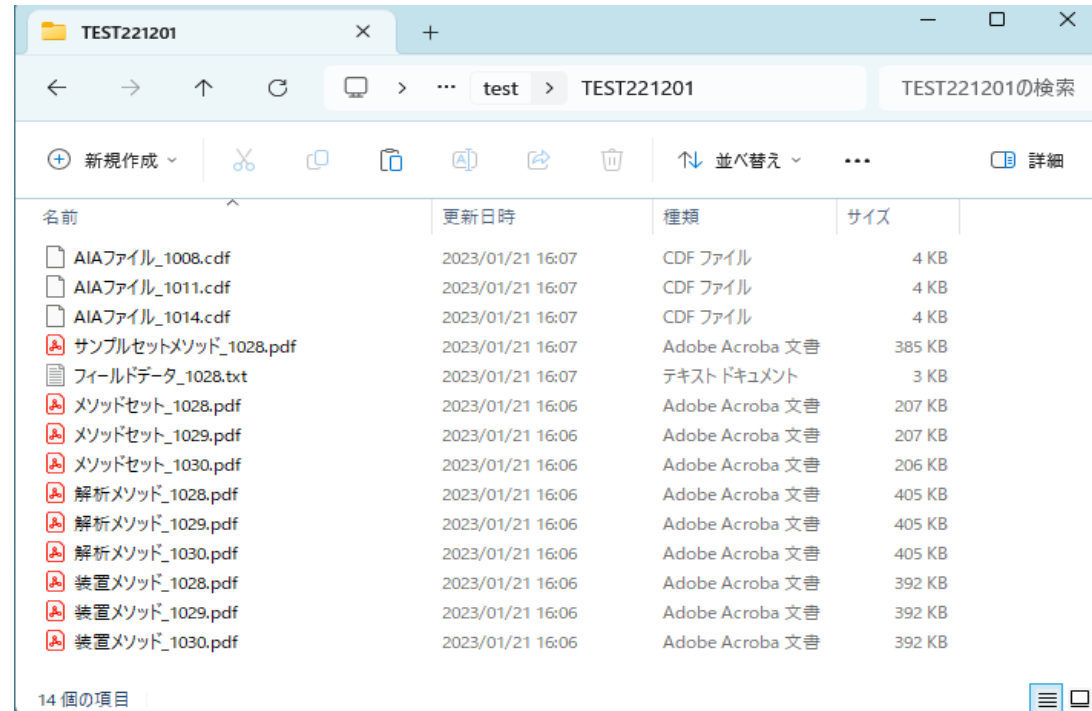 TEST221201
test > TEST221201 TEST221201の検索
新規作成 並べ替え 詳細
名前 更新日時 種類 サイズ
AIAファイル_1008.cdf 2023/01/21 16:07 CDF ファイル 4 KB
AIAファイル_1011.cdf 2023/01/21 16:07 CDF ファイル 4 KB
AIAファイル_1014.cdf 2023/01/21 16:07 CDF ファイル 4 KB
サンプルセットメソッド_1028.pdf 2023/01/21 16:07 Adobe Acroba 文書 385 KB
フィールドデータ_1028.txt 2023/01/21 16:07 テキスト ドキュメント 3 KB
メソッドセット_1028.pdf 2023/01/21 16:06 Adobe Acroba 文書 207 KB
メソッドセット_1029.pdf 2023/01/21 16:06 Adobe Acroba 文書 207 KB
メソッドセット_1030.pdf 2023/01/21 16:06 Adobe Acroba 文書 206 KB
解析メソッド_1028.pdf 2023/01/21 16:06 Adobe Acroba 文書 405 KB
解析メソッド_1029.pdf 2023/01/21 16:06 Adobe Acroba 文書 405 KB
解析メソッド_1030.pdf 2023/01/21 16:06 Adobe Acroba 文書 405 KB
装置メソッド_1028.pdf 2023/01/21 16:06 Adobe Acroba 文書 392 KB
装置メソッド_1029.pdf 2023/01/21 16:06 Adobe Acroba 文書 392 KB
装置メソッド_1030.pdf 2023/01/21 16:06 Adobe Acroba 文書 392 KB
14 個の項目